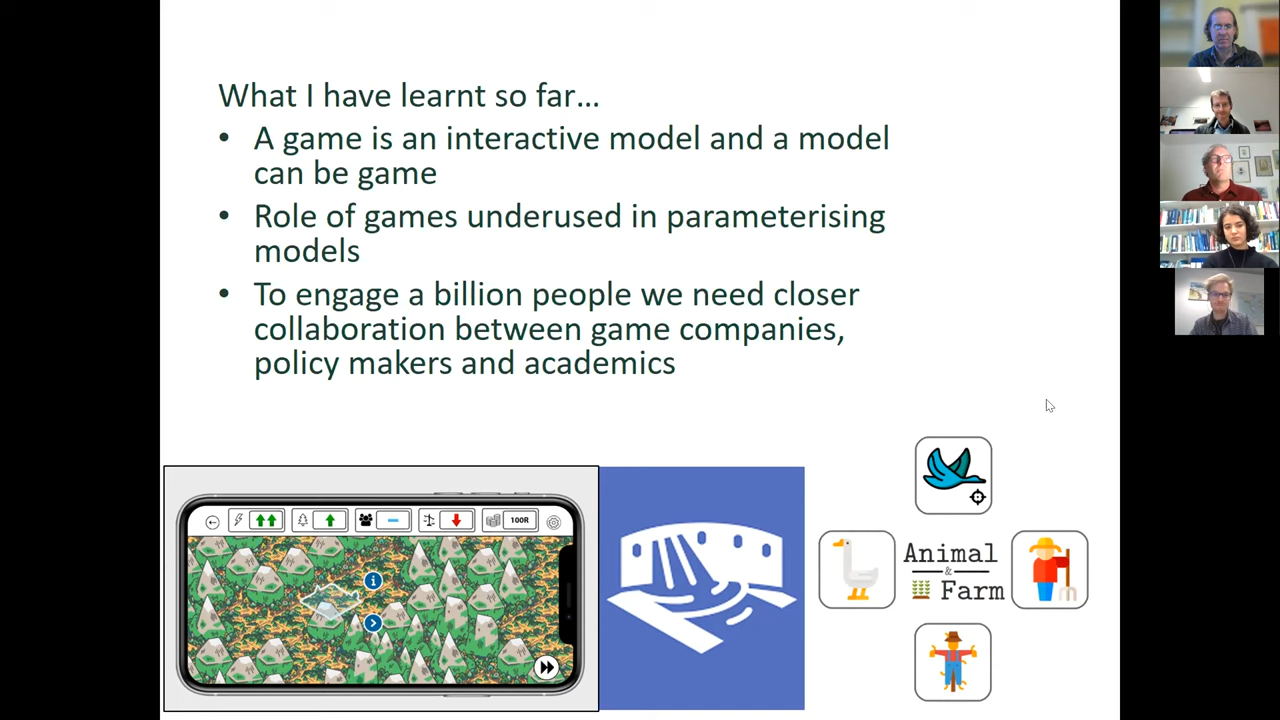 What I have learnt so far…
• A game is an interactive model and a model
can be game
• Role of games underused in parameterising
models
• To engage a billion people we need closer
collaboration between game companies,
policy makers and academics
100R
i
Animal
&
Farm